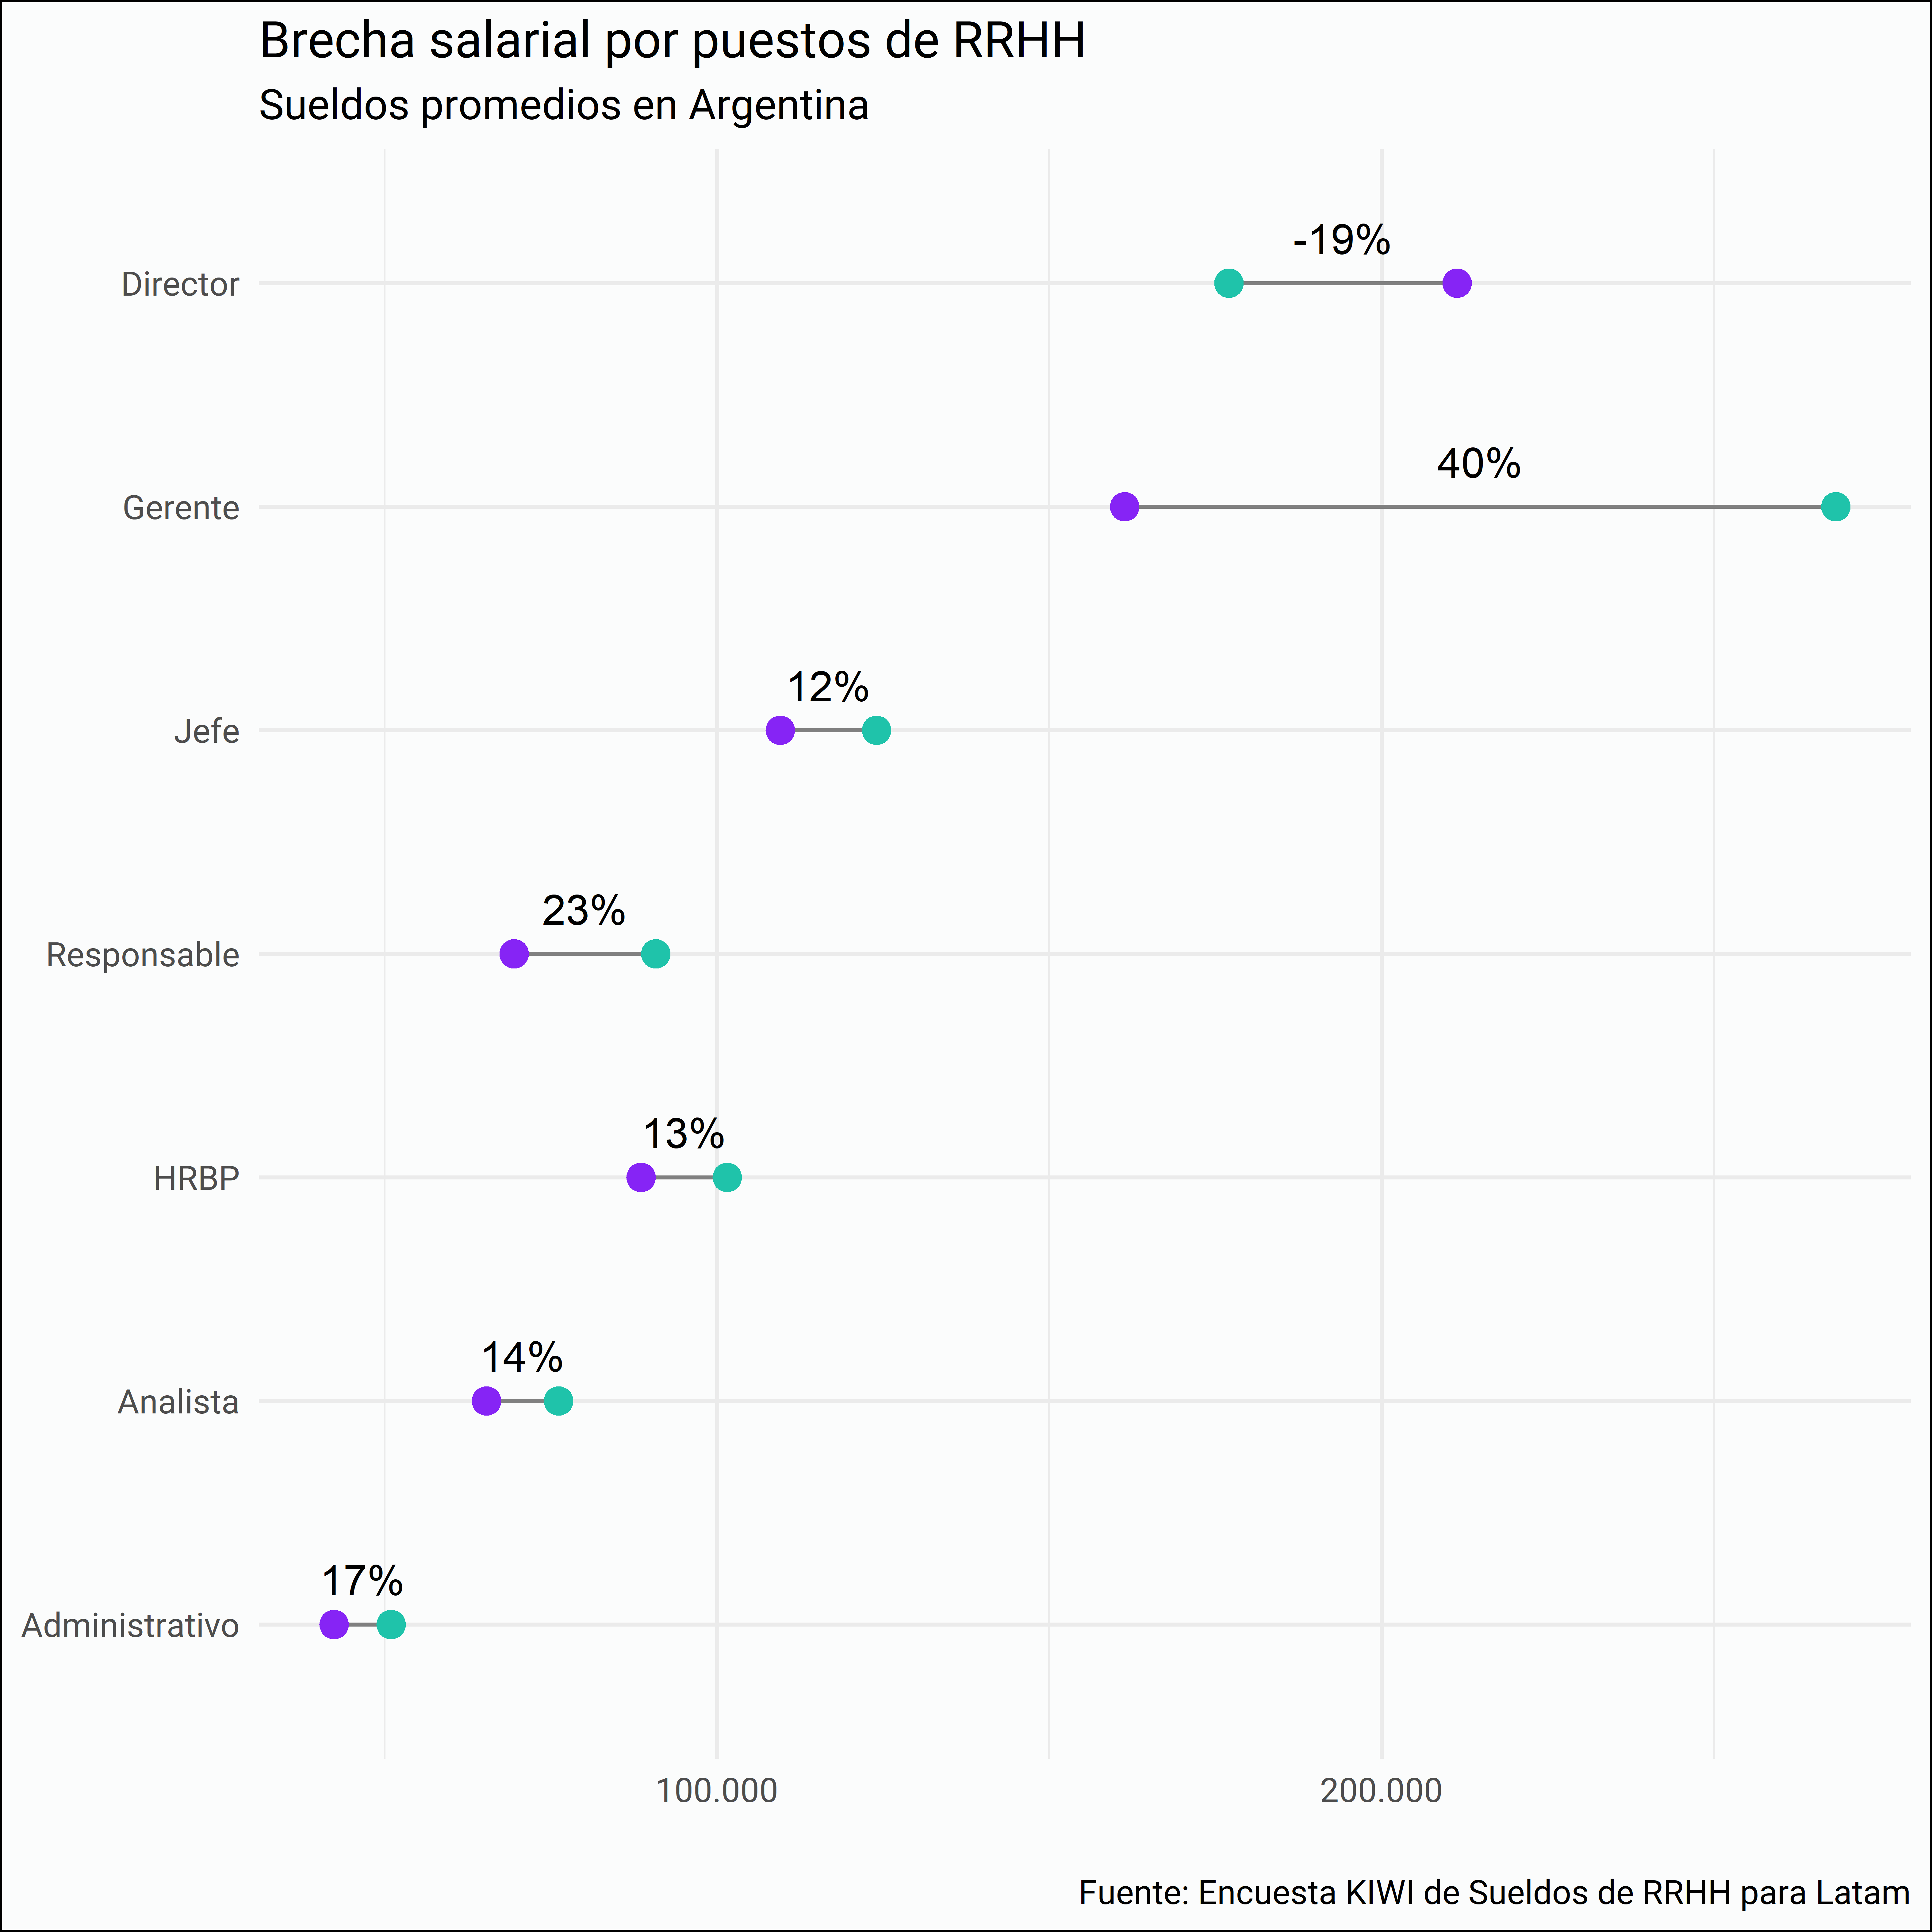 Brecha salarial por puestos de RRHH
Sueldos promedios en Argentina
-19%
Director
40%
Gerente
12%
Jefe
23%
Responsable
13%
HRBP
14%
Analista
17%
Administrativo
100.000
200.000
Fuente: Encuesta KIWI de Sueldos de RRHH para Latam